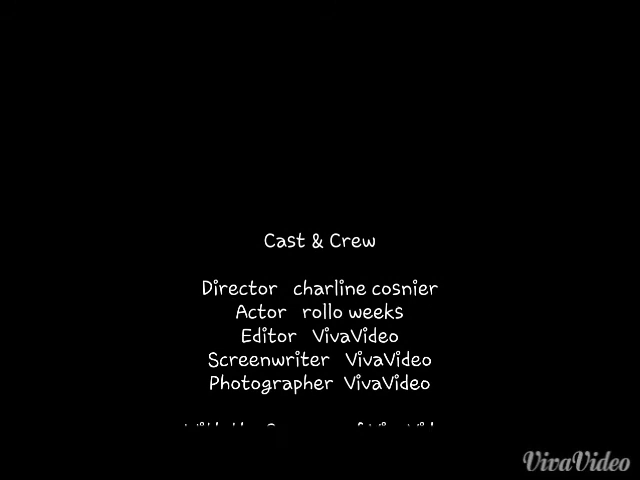 Cast & Crew
Director charline cosnier
Actor rollo weeks
Editor VivaVideo
Screenwriter VivaVideo
Photographer VivaVideo
VivaVideo